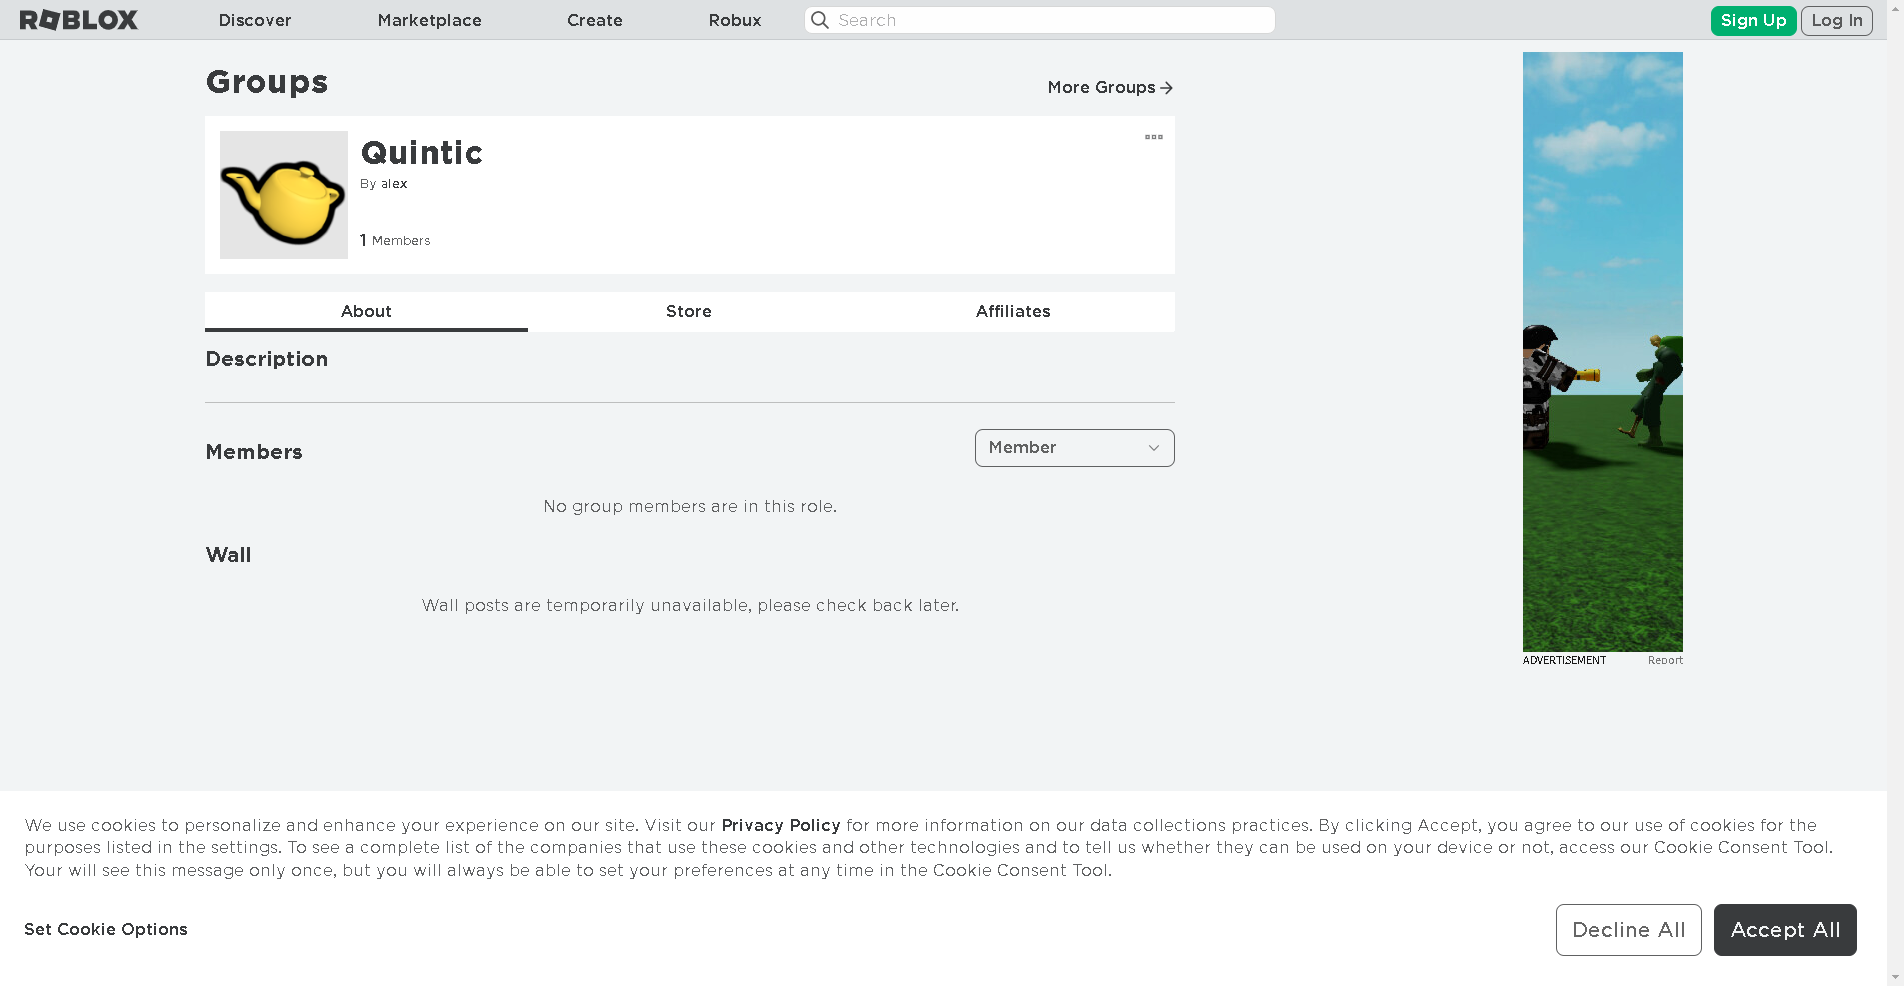 ROBLOX Discover Marketplace Create Robux Search Sign Up Log In
Groups
More Groups
Quintic
By alex
1 Members
About Store Affiliates
Description
Members
Member
No group members are in this role.
Wall
Wall posts are temporarily unavailable, please check back later.
ADVERTISEMENT Report
We use cookies to personalize and enhance your experience on our site. Visit our Privacy Policy for more information on our data collections practices. By clicking Accept, you agree to our use of cookies for the
purposes listed in the settings. To see a complete list of the companies that use these cookies and other technologies and to tell us whether they can be used on your device or not, access our Cookie Consent Tool.
Your will see this message only once, but you will always be able to set your preferences at any time in the Cookie Consent Tool.
Set Cookie Options
Decline All
Accept All